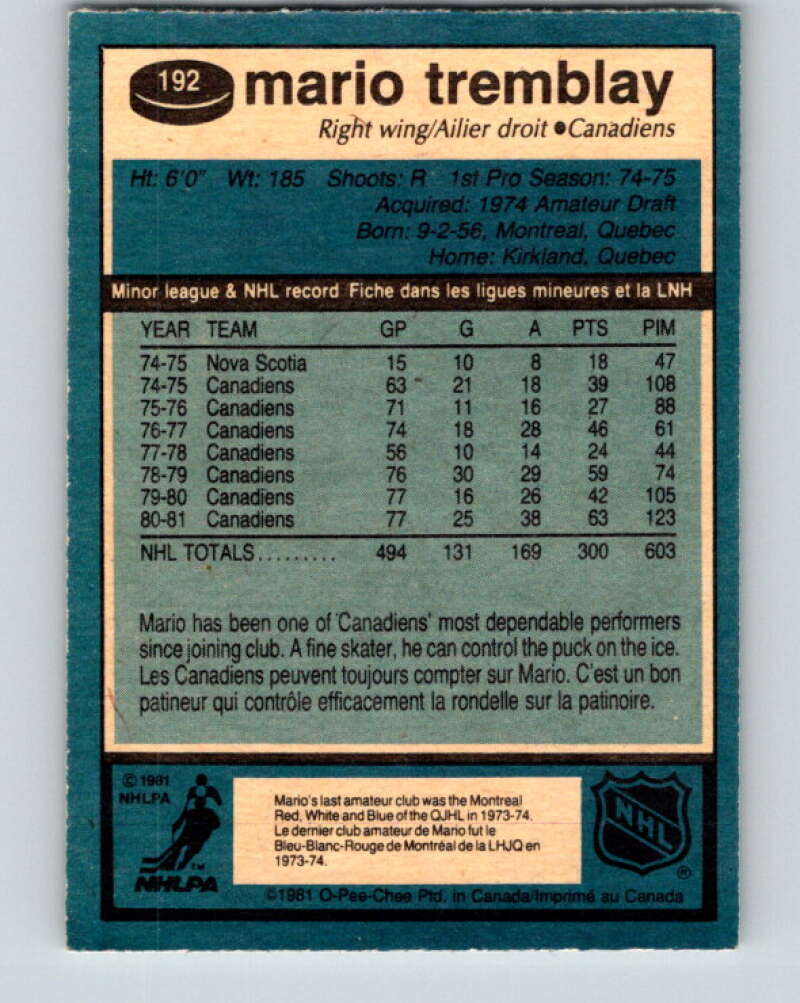 192 mario tremblay
Right wing/Ailier droit ●Canadiens
Ht: 6'0" Wt: 185 Shoots: R 1st Pro Season: 74-75
Acquired: 1974 Amateur Draft
Born: 9-2-56, Montreal, Quebec
Home: Kirkland, Quebec
Minor league & NHL record Fiche dans les ligues mineures et la LNH
YEAR TEAM GP G A PTS PIM
74-75 Nova Scotia 15 10 8 18 47
74-75 Canadiens 63 21 18 39 108
75-76 Canadiens 71 11 16 27 88
76-77 Canadiens 74 18 28 46 61
77-78 Canadiens 56 10 14 24 44
78-79 Canadiens 76 30 29 59 74
79-80 Canadiens 77 16 26 42 105
80-81 Canadiens 77 25 38 63 123
NHL TOTALS......... 494 131 169 300 603
Mario has been one of Canadiens' most dependable performers
since joining club. A fine skater, he can control the puck on the ice.
Les Canadiens peuvent toujours compter sur Mario. C'est un bon
patineur qui contrôle efficacement la rondelle sur la patinoire.
© 1981
NHLPA
Mario's last amateur club was the Montreal
Red, White and Blue of the QJHL in 1973-74.
Le dernier club amateur de Mario fut le
Bleu-Blanc-Rouge de Montréal de la LHJQ en
1973-74.
TM
NHLPA
NHL
®
©1981 O-Pee-Chee Ptd. in Canada/Imprimé au Canada